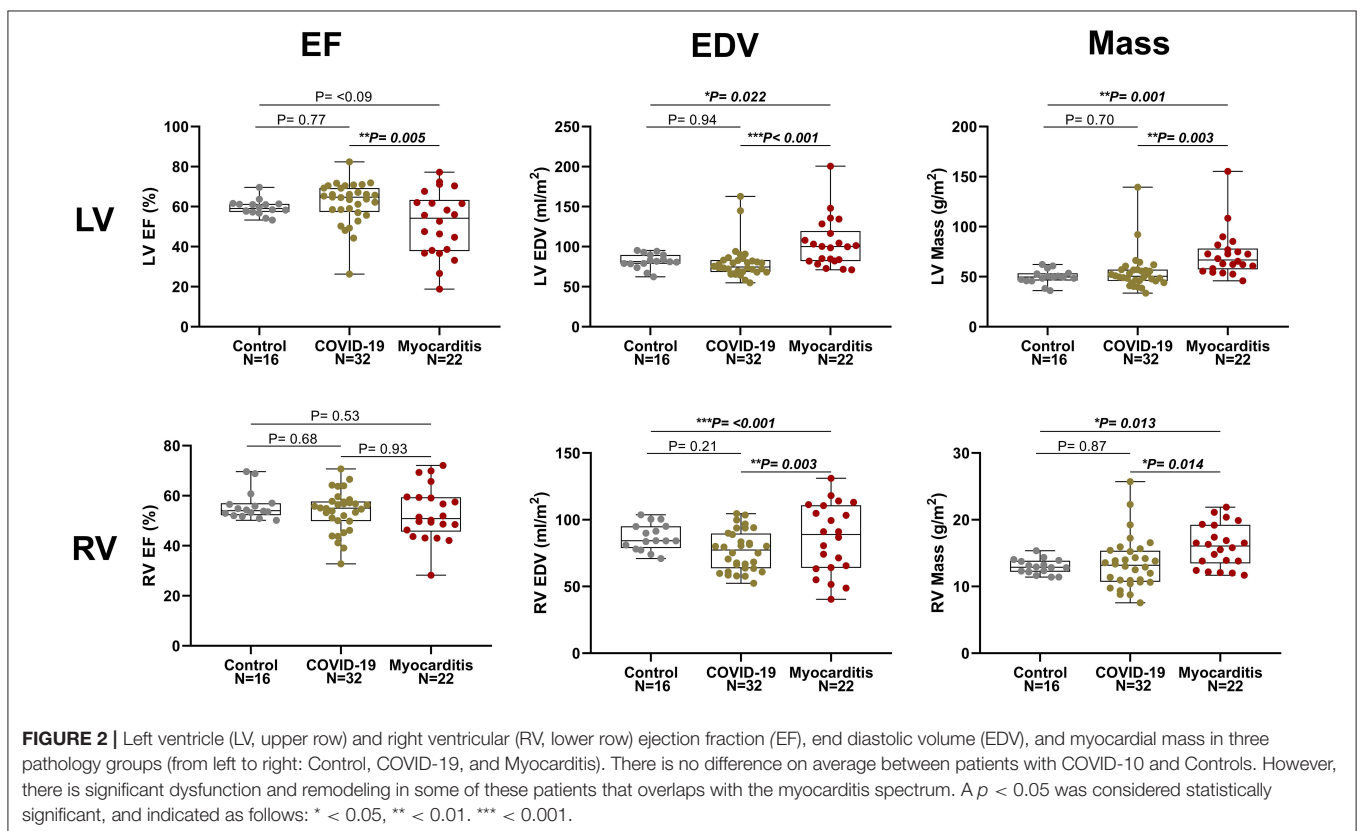 EF
EDV
Mass
LV
P= <0.09
P= 0.77
**P= 0.005
LV EF (%)
100
80
60
40
20
0
Control
N=16
COVID-19
N=32
Myocarditis
N=22
*P= 0.022
P= 0.94
***P< 0.001
LV EDV (ml/m²)
250
200
150
100
50
0
Control
N=16
COVID-19
N=32
Myocarditis
N=22
**P= 0.001
P= 0.70
**P= 0.003
LV Mass (g/m²)
200
150
100
50
0
Control
N=16
COVID-19
N=32
Myocarditis
N=22
RV
P= 0.53
P= 0.68
P= 0.93
RV EF (%)
80
60
40
20
0
Control
N=16
COVID-19
N=32
Myocarditis
N=22
***P= <0.001
P= 0.21
**P= 0.003
RV EDV (ml/m²)
150
100
50
0
Control
N=16
COVID-19
N=32
Myocarditis
N=22
*P= 0.013
P= 0.87
*P= 0.014
RV Mass (g/m²)
30
20
10
0
Control
N=16
COVID-19
N=32
Myocarditis
N=22
FIGURE 2 | Left ventricle (LV, upper row) and right ventricular (RV, lower row) ejection fraction (EF), end diastolic volume (EDV), and myocardial mass in three
pathology groups (from left to right: Control, COVID-19, and Myocarditis). There is no difference on average between patients with COVID-10 and Controls. However,
there is significant dysfunction and remodeling in some of these patients that overlaps with the myocarditis spectrum. A p < 0.05 was considered statistically
significant, and indicated as follows: * < 0.05, ** < 0.01. *** < 0.001.